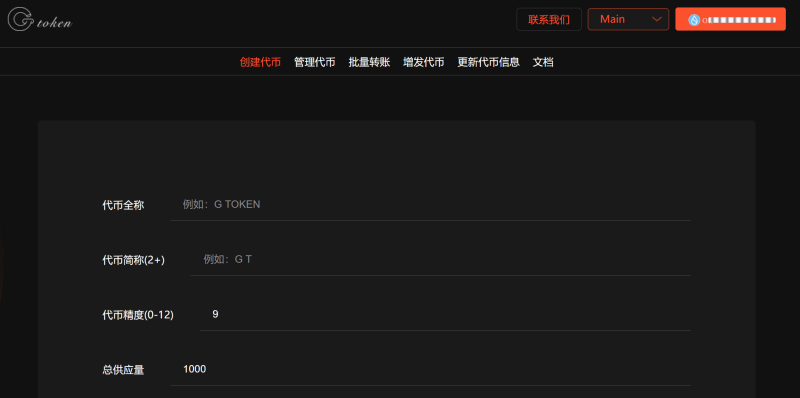 G token
联系我们
Main
创建代币 管理代币 批量转账 增发代币 更新代币信息 文档
代币全称 例如：G TOKEN
代币简称(2+) 例如：G T
代币精度(0-12) 9
总供应量 1000